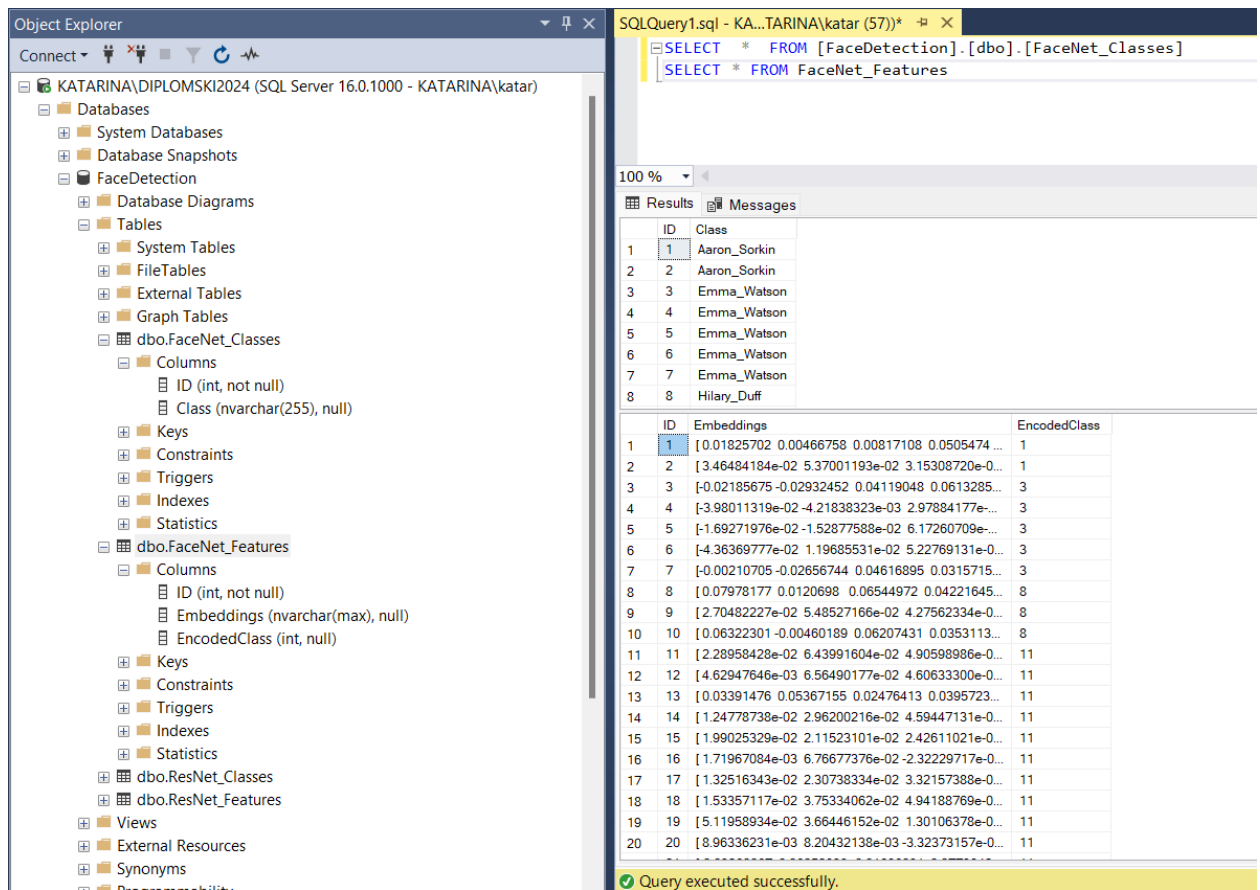 Object Explorer
Connect
KATARINA\DIPLOMSKI2024 (SQL Server 16.0.1000 - KATARINA\katar)
Databases
System Databases
Database Snapshots
FaceDetection
Database Diagrams
Tables
System Tables
FileTables
External Tables
Graph Tables
dbo.FaceNet_Classes
Columns
ID (int, not null)
Class (nvarchar(255), null)
Keys
Constraints
Triggers
Indexes
Statistics
dbo.FaceNet_Features
Columns
ID (int, not null)
Embeddings (nvarchar(max), null)
EncodedClass (int, null)
Keys
Constraints
Triggers
Indexes
Statistics
dbo.ResNet_Classes
dbo.ResNet_Features
Views
External Resources
Synonyms
Programmability
SQLQuery1.sql - KA...TARINA\katar (57))*
SELECT * FROM [FaceDetection].[dbo].[FaceNet_Classes]
SELECT * FROM FaceNet_Features
100 %
Results Messages
ID Class
1 1 Aaron_Sorkin
2 2 Aaron_Sorkin
3 3 Emma_Watson
4 4 Emma_Watson
5 5 Emma_Watson
6 6 Emma_Watson
7 7 Emma_Watson
8 8 Hilary_Duff
ID Embeddings EncodedClass
1 1 [ 0.01825702 0.00466758 0.00817108 0.0505474 ... 1
2 2 [ 3.46484184e-02 5.37001193e-02 3.15308720e-0... 1
3 3 [-0.02185675 -0.02932452 0.04119048 0.0613285... 3
4 4 [-3.98011319e-02 -4.21838323e-03 2.97884177e-... 3
5 5 [-1.69271976e-02 -1.52877588e-02 6.17260709e-... 3
6 6 [-4.36369777e-02 1.19685531e-02 5.22769131e-0... 3
7 7 [-0.00210705 -0.02656744 0.04616895 0.0315715... 3
8 8 [ 0.07978177 0.0120698 0.06544972 0.04221645... 8
9 9 [ 2.70482227e-02 5.48527166e-02 4.27562334e-0... 8
10 10 [ 0.06322301 -0.00460189 0.06207431 0.0353113... 8
11 11 [ 2.28958428e-02 6.43991604e-02 4.90598986e-0... 11
12 12 [ 4.62947646e-03 6.56490177e-02 4.60633300e-0... 11
13 13 [ 0.03391476 0.05367155 0.02476413 0.0395723... 11
14 14 [ 1.24778738e-02 2.96200216e-02 4.59447131e-0... 11
15 15 [ 1.99025329e-02 2.11523101e-02 2.42611021e-0... 11
16 16 [ 1.71967084e-03 6.76677376e-02 -2.32229717e-0... 11
17 17 [ 1.32516343e-02 2.30738334e-02 3.32157388e-0... 11
18 18 [ 1.53357117e-02 3.75334062e-02 4.94188769e-0... 11
19 19 [ 5.11958934e-02 3.66446152e-02 1.30106378e-0... 11
20 20 [ 8.96336231e-03 8.20432138e-03 -3.32373157e-0... 11
Query executed successfully.